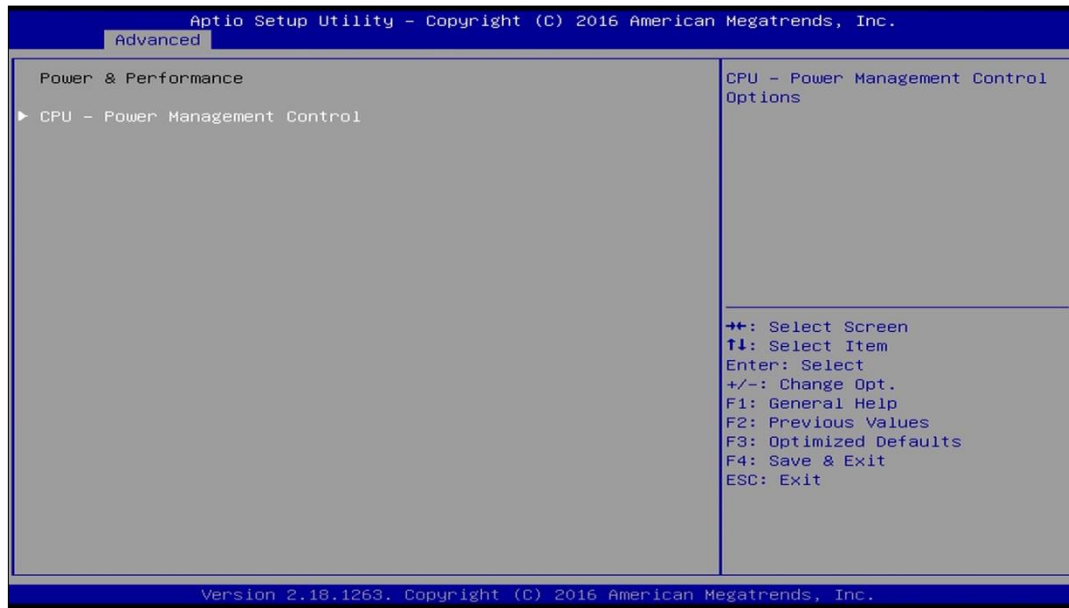 Aptio Setup Utility – Copyright (C) 2016 American Megatrends, Inc.
Advanced
Power & Performance
▶ CPU – Power Management Control
CPU – Power Management Control
Options
→←: Select Screen
↑↓: Select Item
Enter: Select
+/-: Change Opt.
F1: General Help
F2: Previous Values
F3: Optimized Defaults
F4: Save & Exit
ESC: Exit
Version 2.18.1263. Copyright (C) 2016 American Megatrends, Inc.